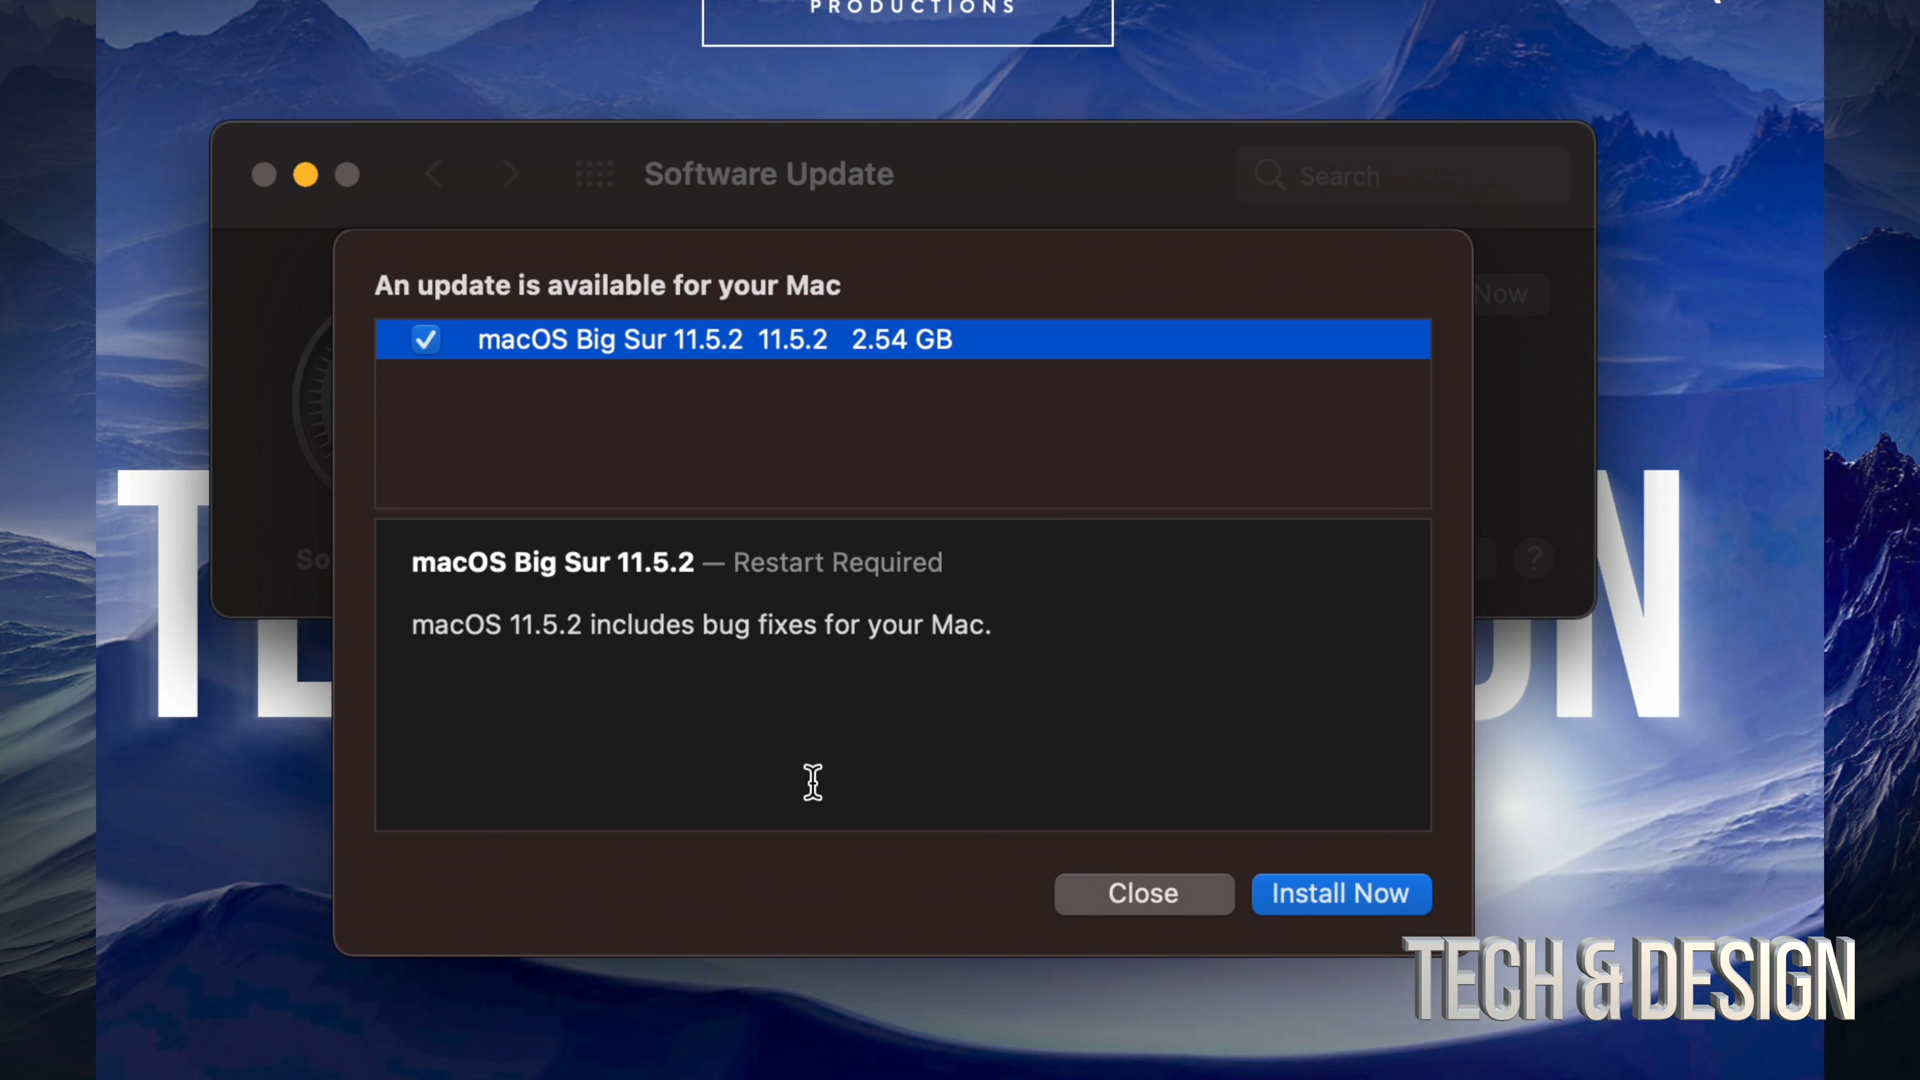 PRODUCTIONS
Software Update
Search
Now
An update is available for your Mac
macOS Big Sur 11.5.2 11.5.2 2.54 GB
macOS Big Sur 11.5.2 — Restart Required
macOS 11.5.2 includes bug fixes for your Mac.
So
?
Close
Install Now
TECH & DESIGN